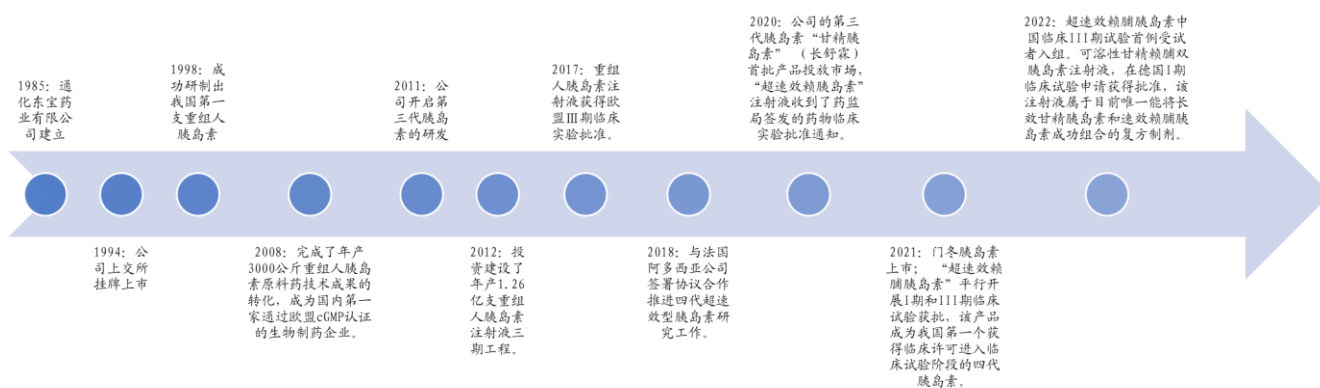 1985：通
化东宝药
业有限公
司建立
1994：公
司上交所
挂牌上市
1998：成
功研制出
我国第一
支重组人
胰岛素
2008：完成了年产
3000公斤重组人胰岛
素原料药技术成果的
转化，成为国内第一
家通过欧盟cGMP认证
的生物制药企业。
2011：公
司开启第
三代胰岛
素的研发
2012：投
资建设了
年产1.26
亿支重组
人胰岛素
注射液三
期工程。
2017：重组
人胰岛素注
射液获得欧
盟Ⅲ期临床
实验批准。
2018：与法国
阿多西亚公司
签署协议合作
推进四代超速
效型胰岛素研
究工作。
2020：公司的第三
代胰岛素“甘精胰
岛素”（长舒霖）
首批产品投放市场，
“超速效赖脯胰岛素”
注射液收到了药监
局签发的药物临床
实验批准通知。
2021：门冬胰岛素
上市； “超速效赖
脯胰岛素”平行开
展I期和III期临床
试验获批，该产品
成为我国第一个获
得临床许可进入临
床试验阶段的四代
胰岛素。
2022：超速效赖脯胰岛素中
国临床III期试验首例受试
者入组。可溶性甘精赖脯双
胰岛素注射液，在德国I期
临床试验申请获得批准，该
注射液属于目前唯一能将长
效甘精胰岛素和速效赖脯胰
岛素成功组合的复方制剂。